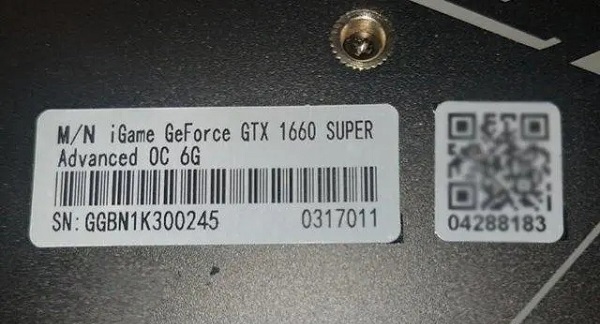 M/N iGame GeForce GTX 1660 SUPER
Advanced OC 6G
SN: GGBN1K300245 0317011
04288183